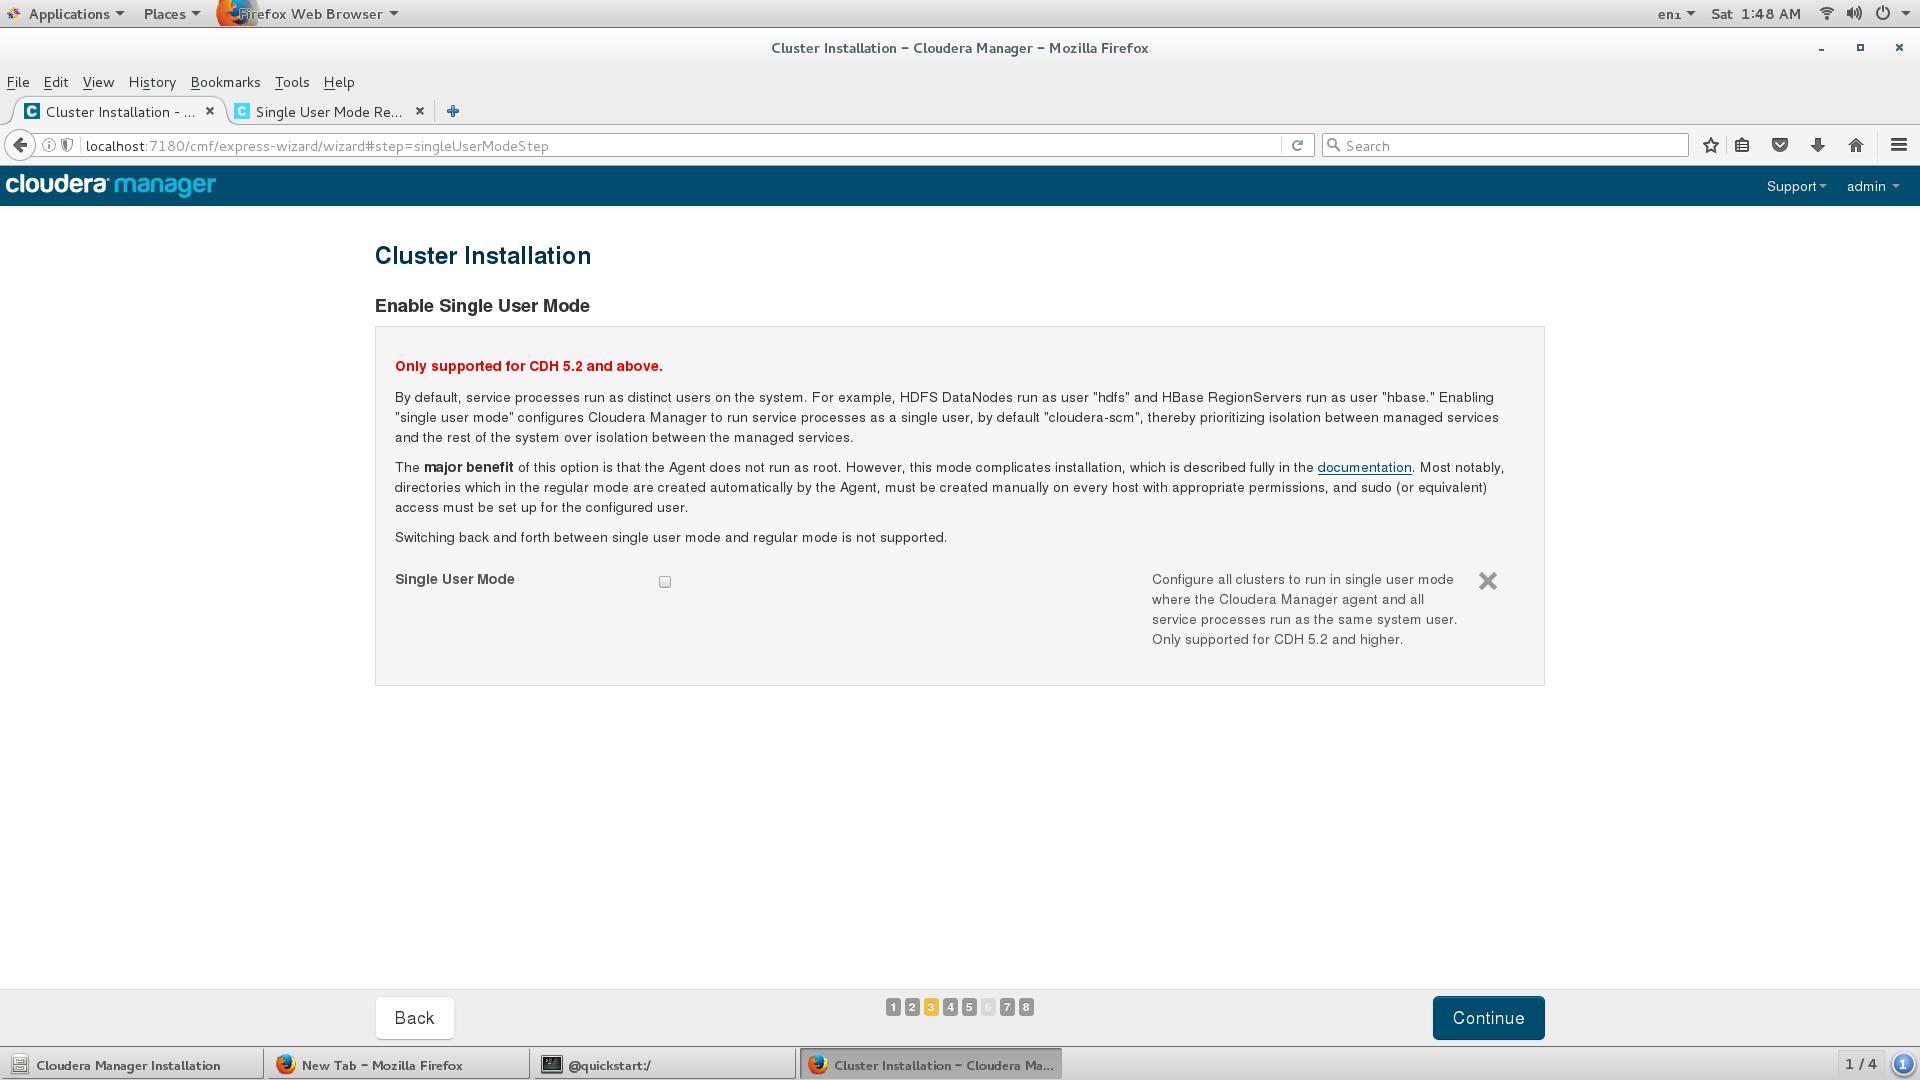 Applications Places Firefox Web Browser en1 Sat 1:48 AM
Cluster Installation - Cloudera Manager - Mozilla Firefox
File Edit View History Bookmarks Tools Help
Cluster Installation - ... Single User Mode Re...
localhost:7180/cmf/express-wizard/wizard#step=singleUserModeStep Search
cloudera manager Support admin
Cluster Installation
Enable Single User Mode
Only supported for CDH 5.2 and above.
By default, service processes run as distinct users on the system. For example, HDFS DataNodes run as user "hdfs" and HBase RegionServers run as user "hbase." Enabling
"single user mode" configures Cloudera Manager to run service processes as a single user, by default "cloudera-scm", thereby prioritizing isolation between managed services
and the rest of the system over isolation between the managed services.
The major benefit of this option is that the Agent does not run as root. However, this mode complicates installation, which is described fully in the documentation. Most notably,
directories which in the regular mode are created automatically by the Agent, must be created manually on every host with appropriate permissions, and sudo (or equivalent)
access must be set up for the configured user.
Switching back and forth between single user mode and regular mode is not supported.
Single User Mode
Configure all clusters to run in single user mode
where the Cloudera Manager agent and all
service processes run as the same system user.
Only supported for CDH 5.2 and higher.
Back 1 2 3 4 5 6 7 8 Continue
Cloudera Manager Installation New Tab - Mozilla Firefox @quickstart:/ Cluster Installation - Cloudera Ma... 1 / 4 1